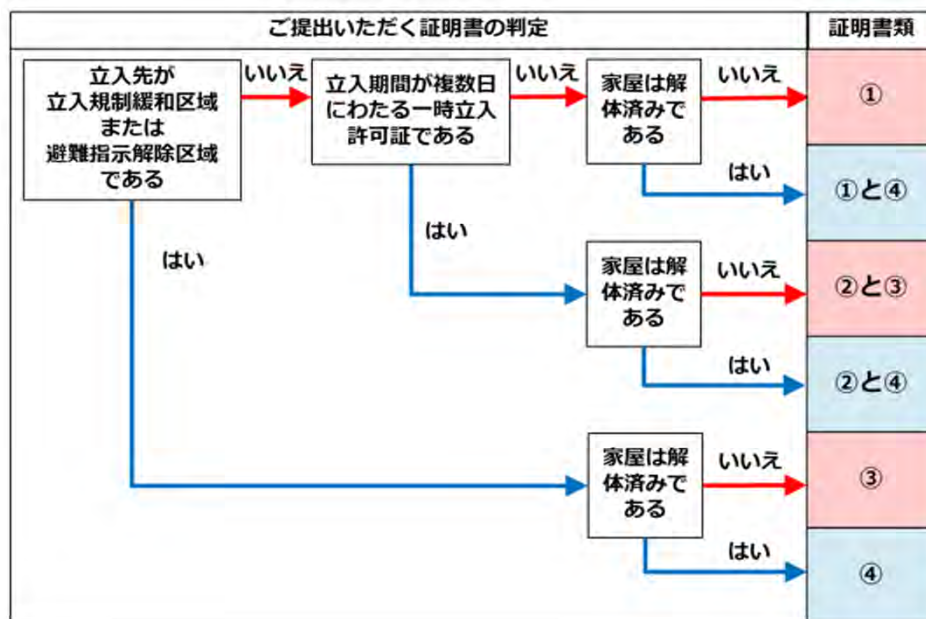 ご提出いただく証明書の判定
証明書類
立入先が
立入規制緩和区域
または
避難指示解除区域
である
いいえ
立入期間が複数日
にわたる一時立入
許可証である
いいえ
家屋は解
体済みで
ある
いいえ
①
はい
①と④
はい
家屋は解
体済みで
ある
いいえ
②と③
はい
②と④
はい
家屋は解
体済みで
ある
いいえ
③
はい
④